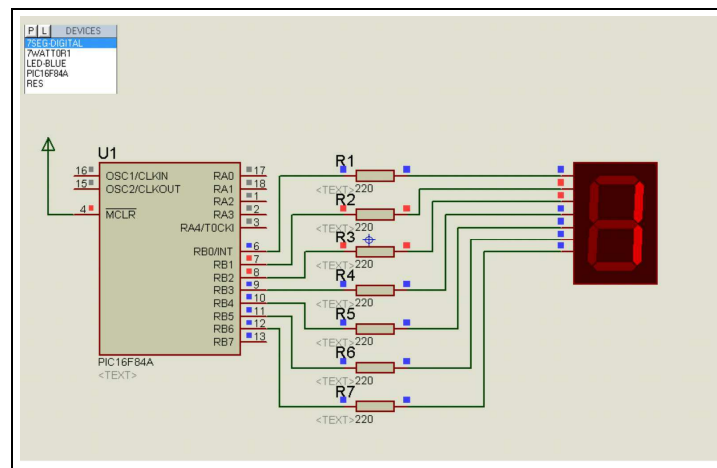 P L DEVICES
7SEG-DIGITAL
7WATT0R1
LED-BLUE
PIC16F84A
RES
U1
16 OSC1/CLKIN
15 OSC2/CLKOUT
4 MCLR
RA0 17
RA1 18
RA2 1
RA3 2
RA4/T0CKI 3
RB0/INT 6
RB1 7
RB2 8
RB3 9
RB4 10
RB5 11
RB6 12
RB7 13
PIC16F84A
<TEXT>
R1
<TEXT> 220
R2
<TEXT> 220
R3
<TEXT> 220
R4
<TEXT> 220
R5
<TEXT> 220
R6
<TEXT> 220
R7
<TEXT> 220